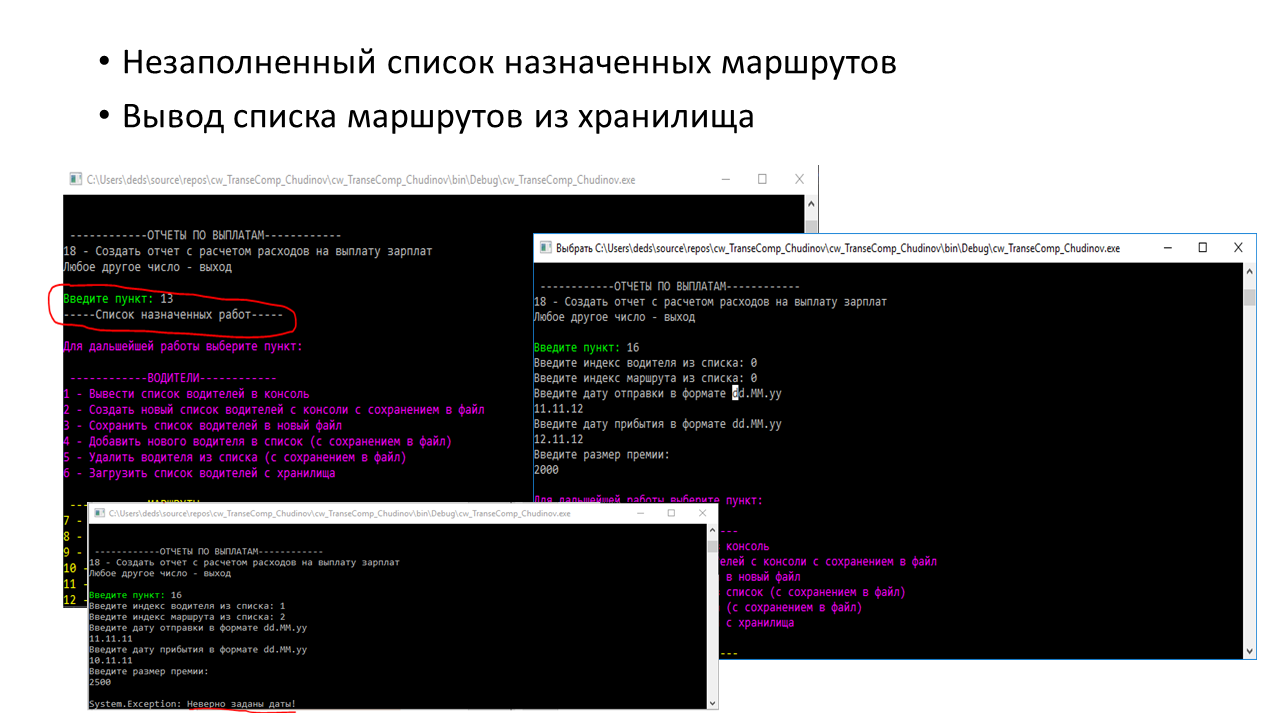 • Незаполненный список назначенных маршрутов
• Вывод списка маршрутов из хранилища
C:\Users\deds\source\repos\cw_TranseComp_Chudinov\cw_TranseComp_Chudinov\bin\Debug\cw_TranseComp_Chudinov.exe
------------ОТЧЕТЫ ПО ВЫПЛАТАМ------------
18 - Создать отчет с расчетом расходов на выплату зарплат
Любое другое число - выход
Введите пункт: 13
-----Список назначенных работ-----
Для дальшейшей работы выберите пункт:
------------ВОДИТЕЛИ------------
1 - Вывести список водителей в консоль
2 - Создать новый список водителей с консоли с сохранением в файл
3 - Сохранить список водителей в новый файл
4 - Добавить нового водителя в список (с сохранением в файл)
5 - Удалить водителя из списка (с сохранением в файл)
6 - Загрузить список водителей с хранилища
7 -
8 -
9 -
10 -
11 -
12 -
Выбрать C:\Users\deds\source\repos\cw_TranseComp_Chudinov\cw_TranseComp_Chudinov\bin\Debug\cw_TranseComp_Chudinov.exe
------------ОТЧЕТЫ ПО ВЫПЛАТАМ------------
18 - Создать отчет с расчетом расходов на выплату зарплат
Любое другое число - выход
Введите пункт: 16
Введите индекс водителя из списка: 0
Введите индекс маршрута из списка: 0
Введите дату отправки в формате dd.MM.yy
11.11.12
Введите дату прибытия в формате dd.MM.yy
12.11.12
Введите размер премии:
2000
Для дальшейшей работы выберите пункт:
---
консоль
елей с консоли с сохранением в файл
в новый файл
список (с сохранением в файл)
(с сохранением в файл)
с хранилища
---
C:\Users\deds\source\repos\cw_TranseComp_Chudinov\cw_TranseComp_Chudinov\bin\Debug\cw_TranseComp_Chudinov.exe
------------ОТЧЕТЫ ПО ВЫПЛАТАМ------------
18 - Создать отчет с расчетом расходов на выплату зарплат
Любое другое число - выход
Введите пункт: 16
Введите индекс водителя из списка: 1
Введите индекс маршрута из списка: 2
Введите дату отправки в формате dd.MM.yy
11.11.11
Введите дату прибытия в формате dd.MM.yy
10.11.11
Введите размер премии:
2500
System.Exception: Неверно заданы даты!